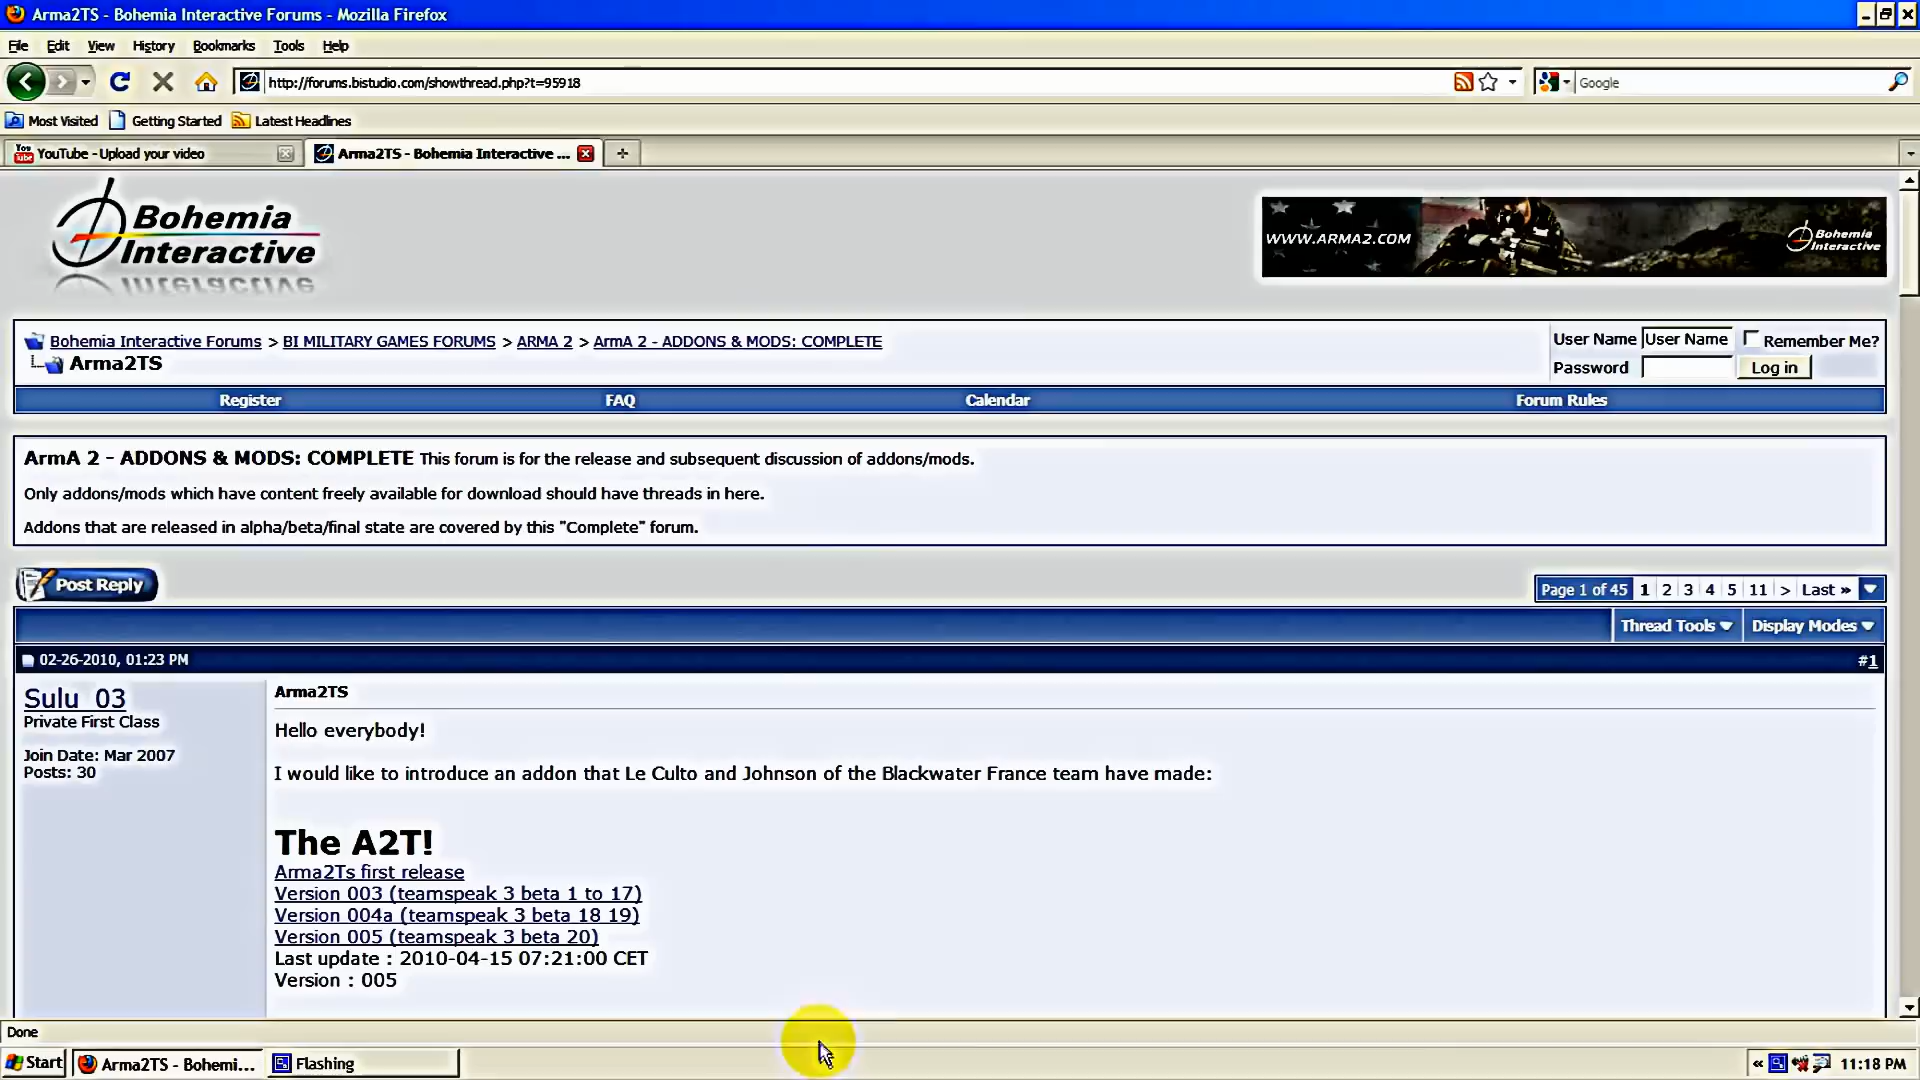 Arma2TS - Bohemia Interactive Forums - Mozilla Firefox
File Edit View History Bookmarks Tools Help
http://forums.bistudio.com/showthread.php?t=95918
Google
Most Visited Getting Started Latest Headlines
You Tube YouTube - Upload your video
Arma2TS - Bohemia Interactive ...
Bohemia
Interactive
WWW.ARMA2.COM
Bohemia
Interactive
Bohemia Interactive Forums > BI MILITARY GAMES FORUMS > ARMA 2 > ArmA 2 - ADDONS & MODS: COMPLETE
Arma2TS
User Name User Name Remember Me?
Password Log in
Register FAQ Calendar Forum Rules
ArmA 2 - ADDONS & MODS: COMPLETE This forum is for the release and subsequent discussion of addons/mods.
Only addons/mods which have content freely available for download should have threads in here.
Addons that are released in alpha/beta/final state are covered by this "Complete" forum.
Post Reply
Page 1 of 45 1 2 3 4 5 11 > Last »
Thread Tools Display Modes
02-26-2010, 01:23 PM #1
Sulu_03
Private First Class
Join Date: Mar 2007
Posts: 30
Arma2TS
Hello everybody!
I would like to introduce an addon that Le Culto and Johnson of the Blackwater France team have made:
The A2T!
Arma2Ts first release
Version 003 (teamspeak 3 beta 1 to 17)
Version 004a (teamspeak 3 beta 18 19)
Version 005 (teamspeak 3 beta 20)
Last update : 2010-04-15 07:21:00 CET
Version : 005
Done
Start Arma2TS - Bohemi... Flashing « 11:18 PM